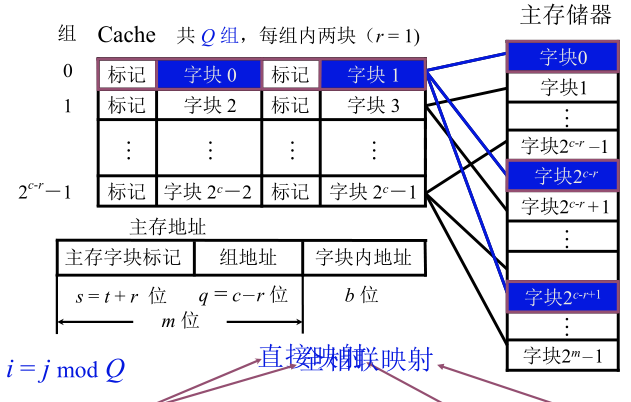 主存储器
组 Cache 共 Q 组，每组内两块（r = 1)
0 标记 字块 0 标记 字块 1
1 标记 字块 2 标记 字块 3
⋮ ⋮ ⋮ ⋮
2^{c-r}－1 标记 字块 2^c－2 标记 字块 2^c－1
字块0
字块1
⋮
字块2^{c-r}－1
字块2^{c-r}
字块2^{c-r}＋1
⋮
字块2^{c-r+1}
⋮
字块2^m－1
主存地址
主存字块标记 组地址 字块内地址
s = t + r 位 q = c－r 位 b 位
m 位
i = j mod Q
直接映射
全相联映射